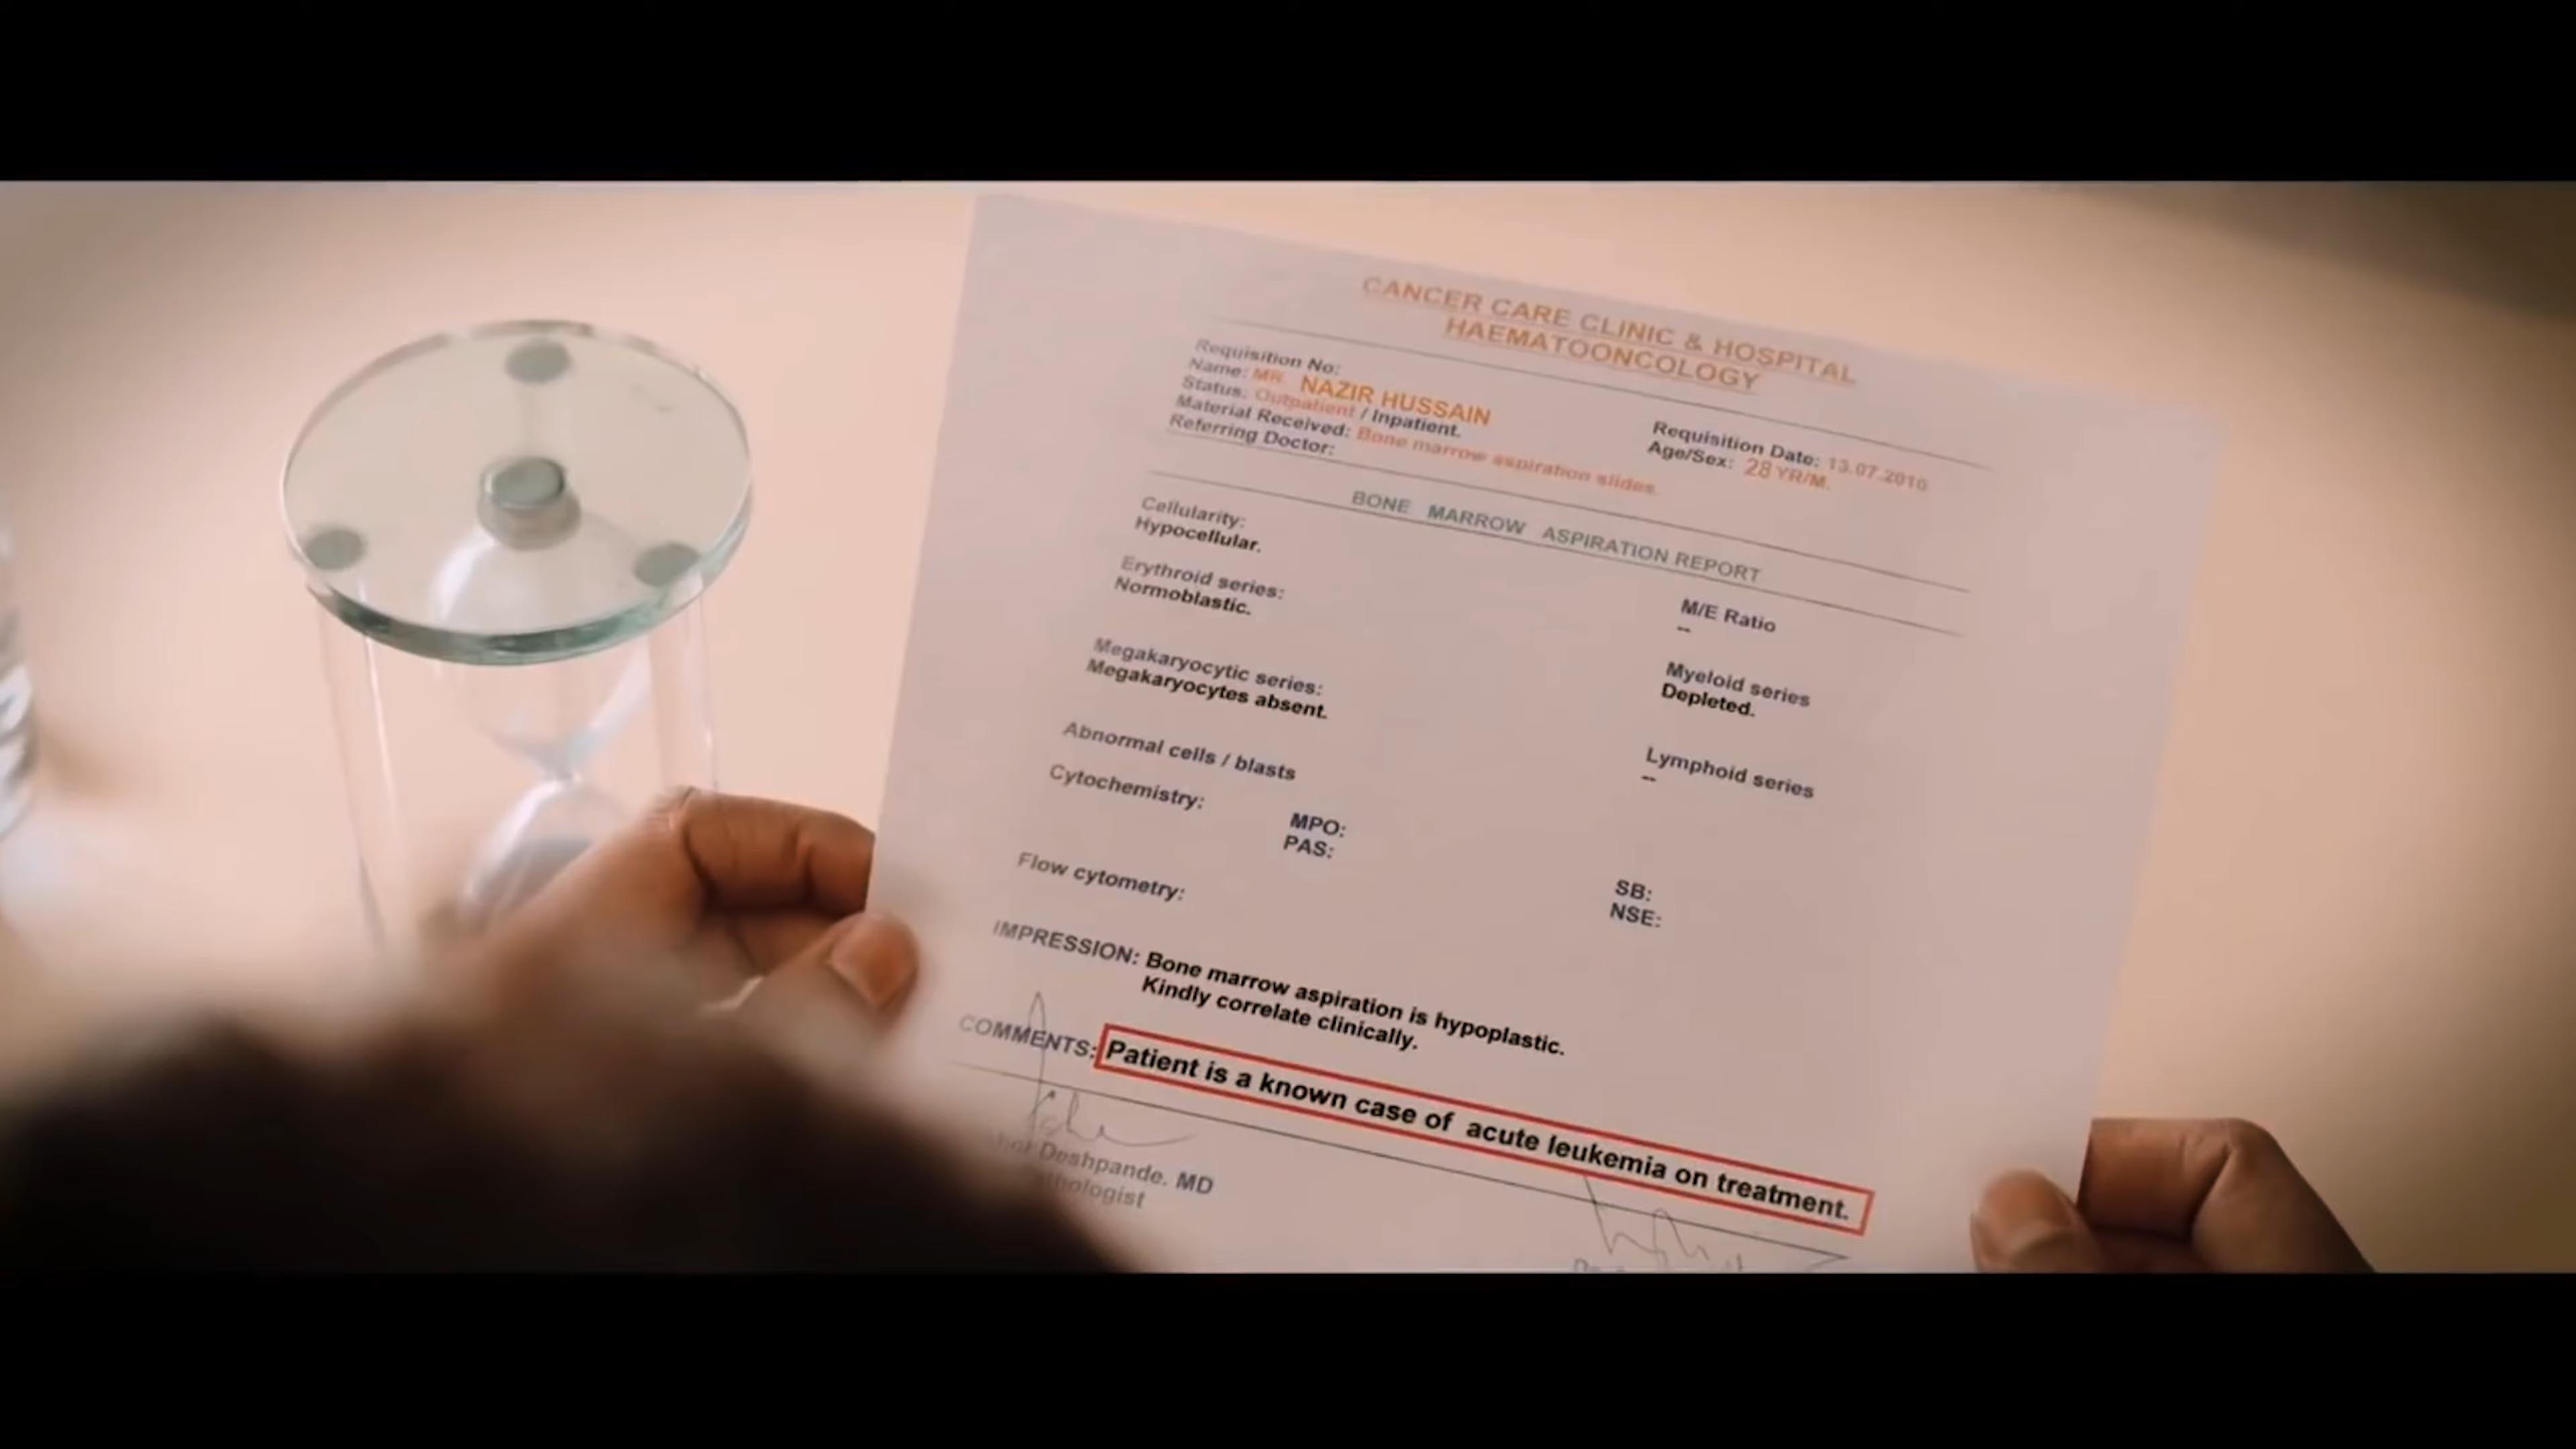 CANCER CARE CLINIC & HOSPITAL
HAEMATOONCOLOGY
Requisition No:
Name: MR NAZIR HUSSAIN
Status: Outpatient / Inpatient.
Material Received: Bone marrow aspiration slides.
Referring Doctor:
Requisition Date: 13.07.2010
Age/Sex: 28 YR/M.
BONE MARROW ASPIRATION REPORT
Cellularity:
Hypocellular.
M/E Ratio
--
Erythroid series:
Normoblastic.
Myeloid series
Depleted.
Megakaryocytic series:
Megakaryocytes absent.
Lymphoid series
--
Abnormal cells / blasts
Cytochemistry:
MPO:
PAS:
SB:
NSE:
Flow cytometry:
IMPRESSION: Bone marrow aspiration is hypoplastic.
Kindly correlate clinically.
COMMENTS: Patient is a known case of acute leukemia on treatment.
Deshpande. MD